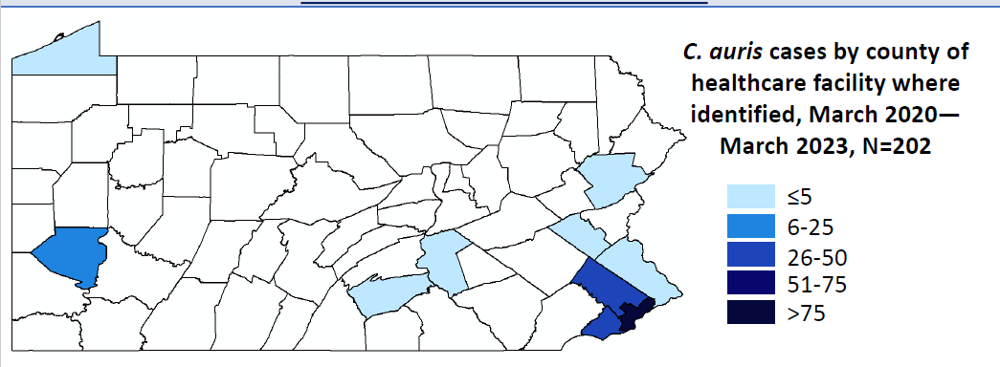 C. auris cases by county of
healthcare facility where
identified, March 2020—
March 2023, N=202
≤5
6-25
26-50
51-75
>75